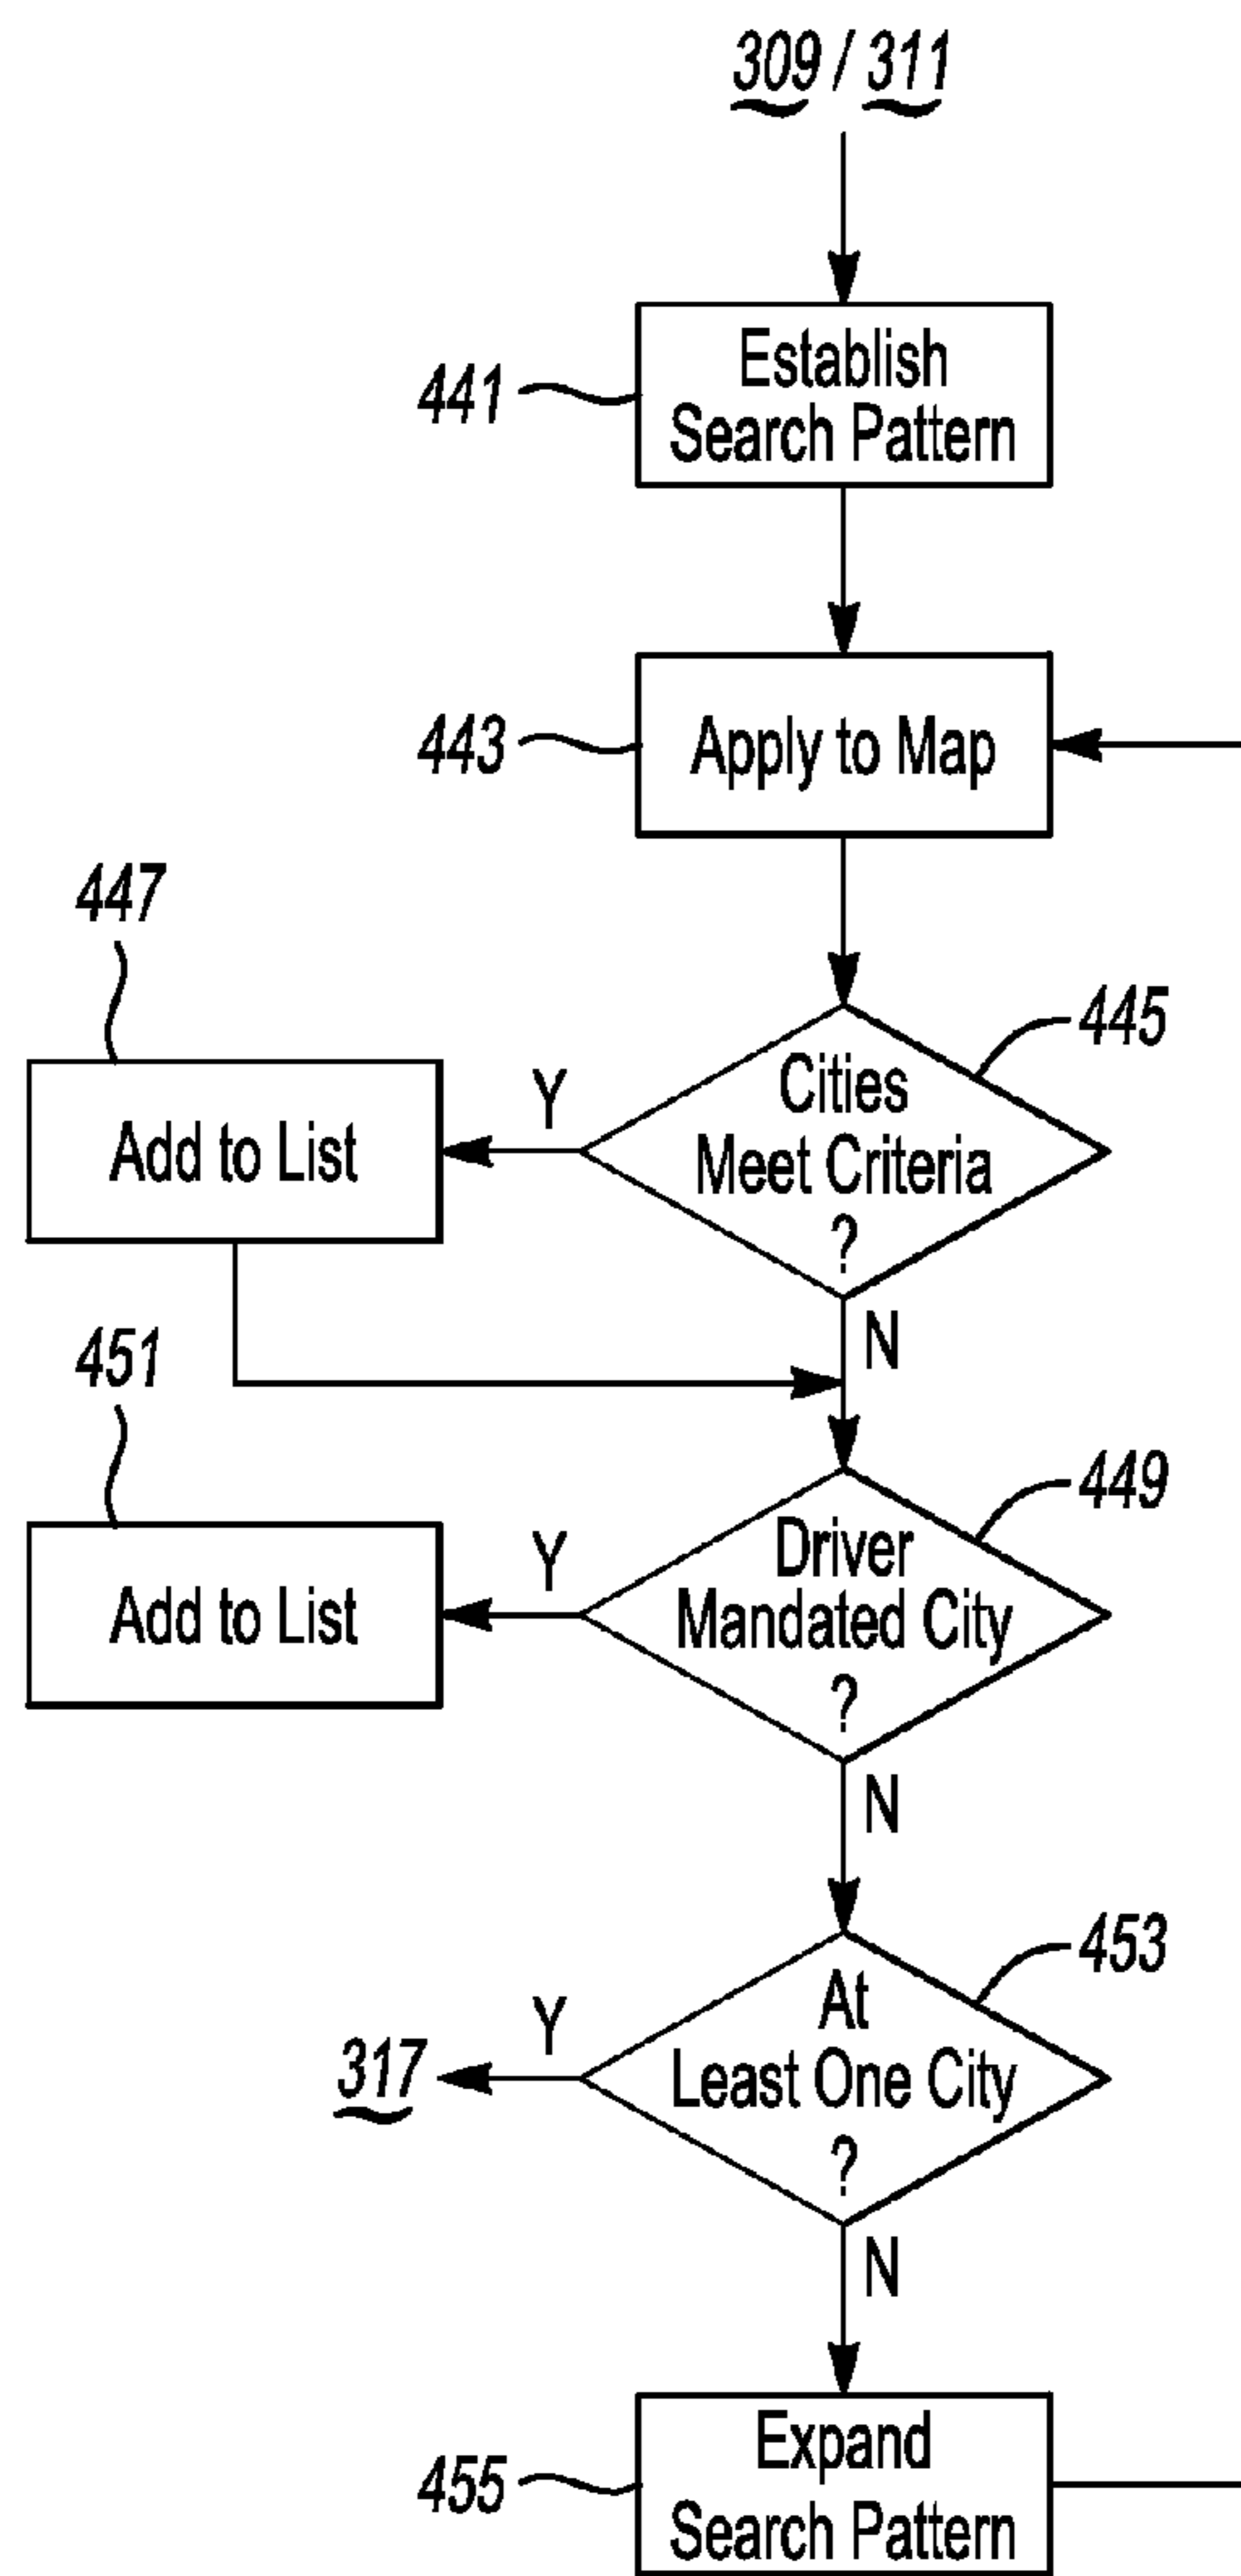 309 / 311
441
Establish
Search Pattern
443
Apply to Map
447
445
Cities
Meet Criteria
?
Y
Add to List
N
451
449
Driver
Mandated City
?
Y
Add to List
N
453
At
Least One City
?
Y
317
N
455
Expand
Search Pattern